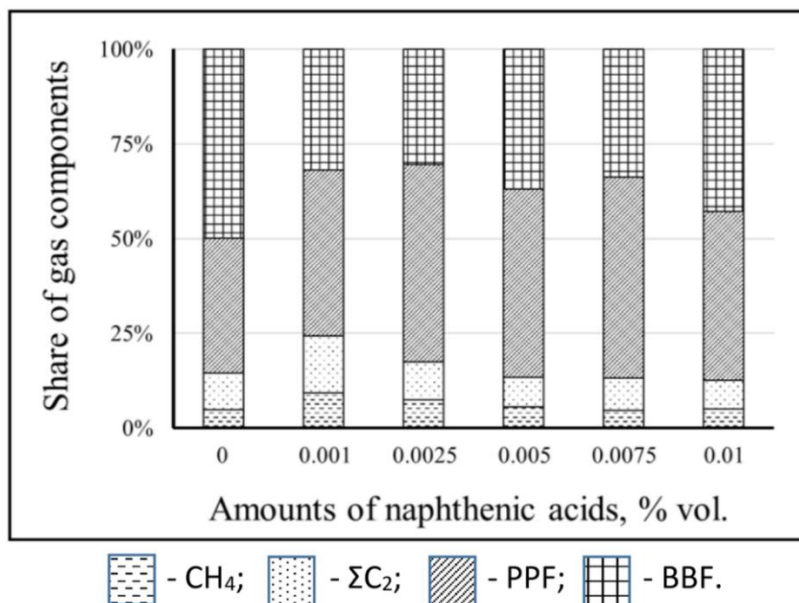 100%
75%
50%
25%
0%
Share of gas components
0 0.001 0.0025 0.005 0.0075 0.01
Amounts of naphthenic acids, % vol.
- CH₄; - ΣC₂; - PPF; - BBF.